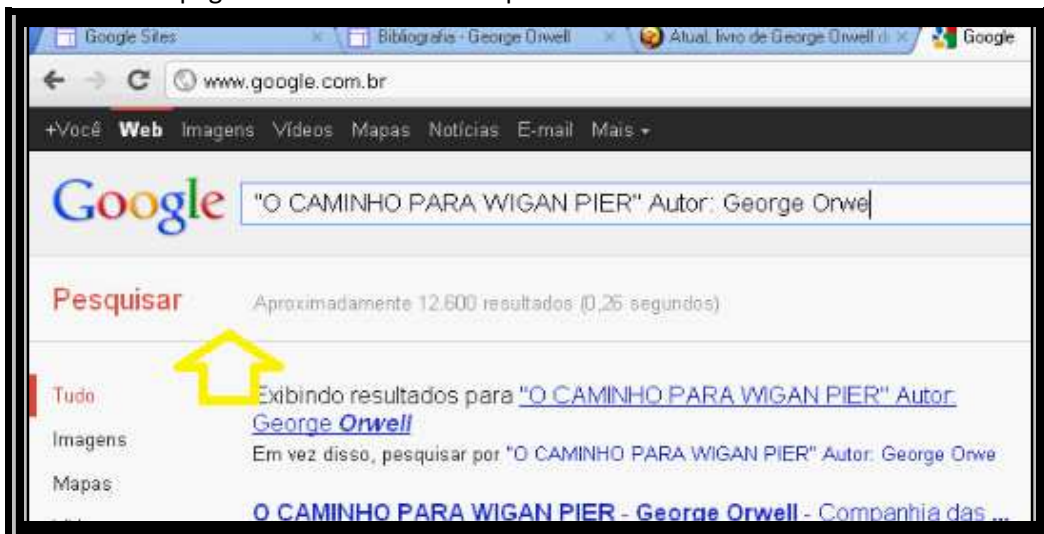 Google Sites Bibliografia - George Orwell Atual, livro de George Orwell d Google
www.google.com.br
+Você Web Imagens Vídeos Mapas Notícias E-mail Mais
Google "O CAMINHO PARA WIGAN PIER" Autor: George Orwe
Pesquisar Aproximadamente 12.600 resultados (0,26 segundos)
Tudo Exibindo resultados para "O CAMINHO PARA WIGAN PIER" Autor:
George Orwell
Imagens
Em vez disso, pesquisar por "O CAMINHO PARA WIGAN PIER" Autor: George Orwe
Mapas
O CAMINHO PARA WIGAN PIER - George Orwell - Companhia das ...